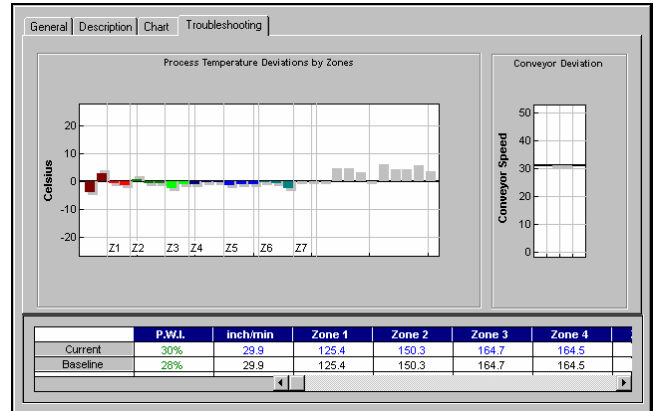 General Description Chart Troubleshooting
Process Temperature Deviations by Zones
Conveyor Deviation
Celsius
20
10
0
-10
-20
Z1 Z2 Z3 Z4 Z5 Z6 Z7
Conveyor Speed
50
40
30
20
10
0
P.W.I. inch/min Zone 1 Zone 2 Zone 3 Zone 4
Current 30% 29.9 125.4 150.3 164.7 164.5
Baseline 28% 29.9 125.4 150.3 164.7 164.5